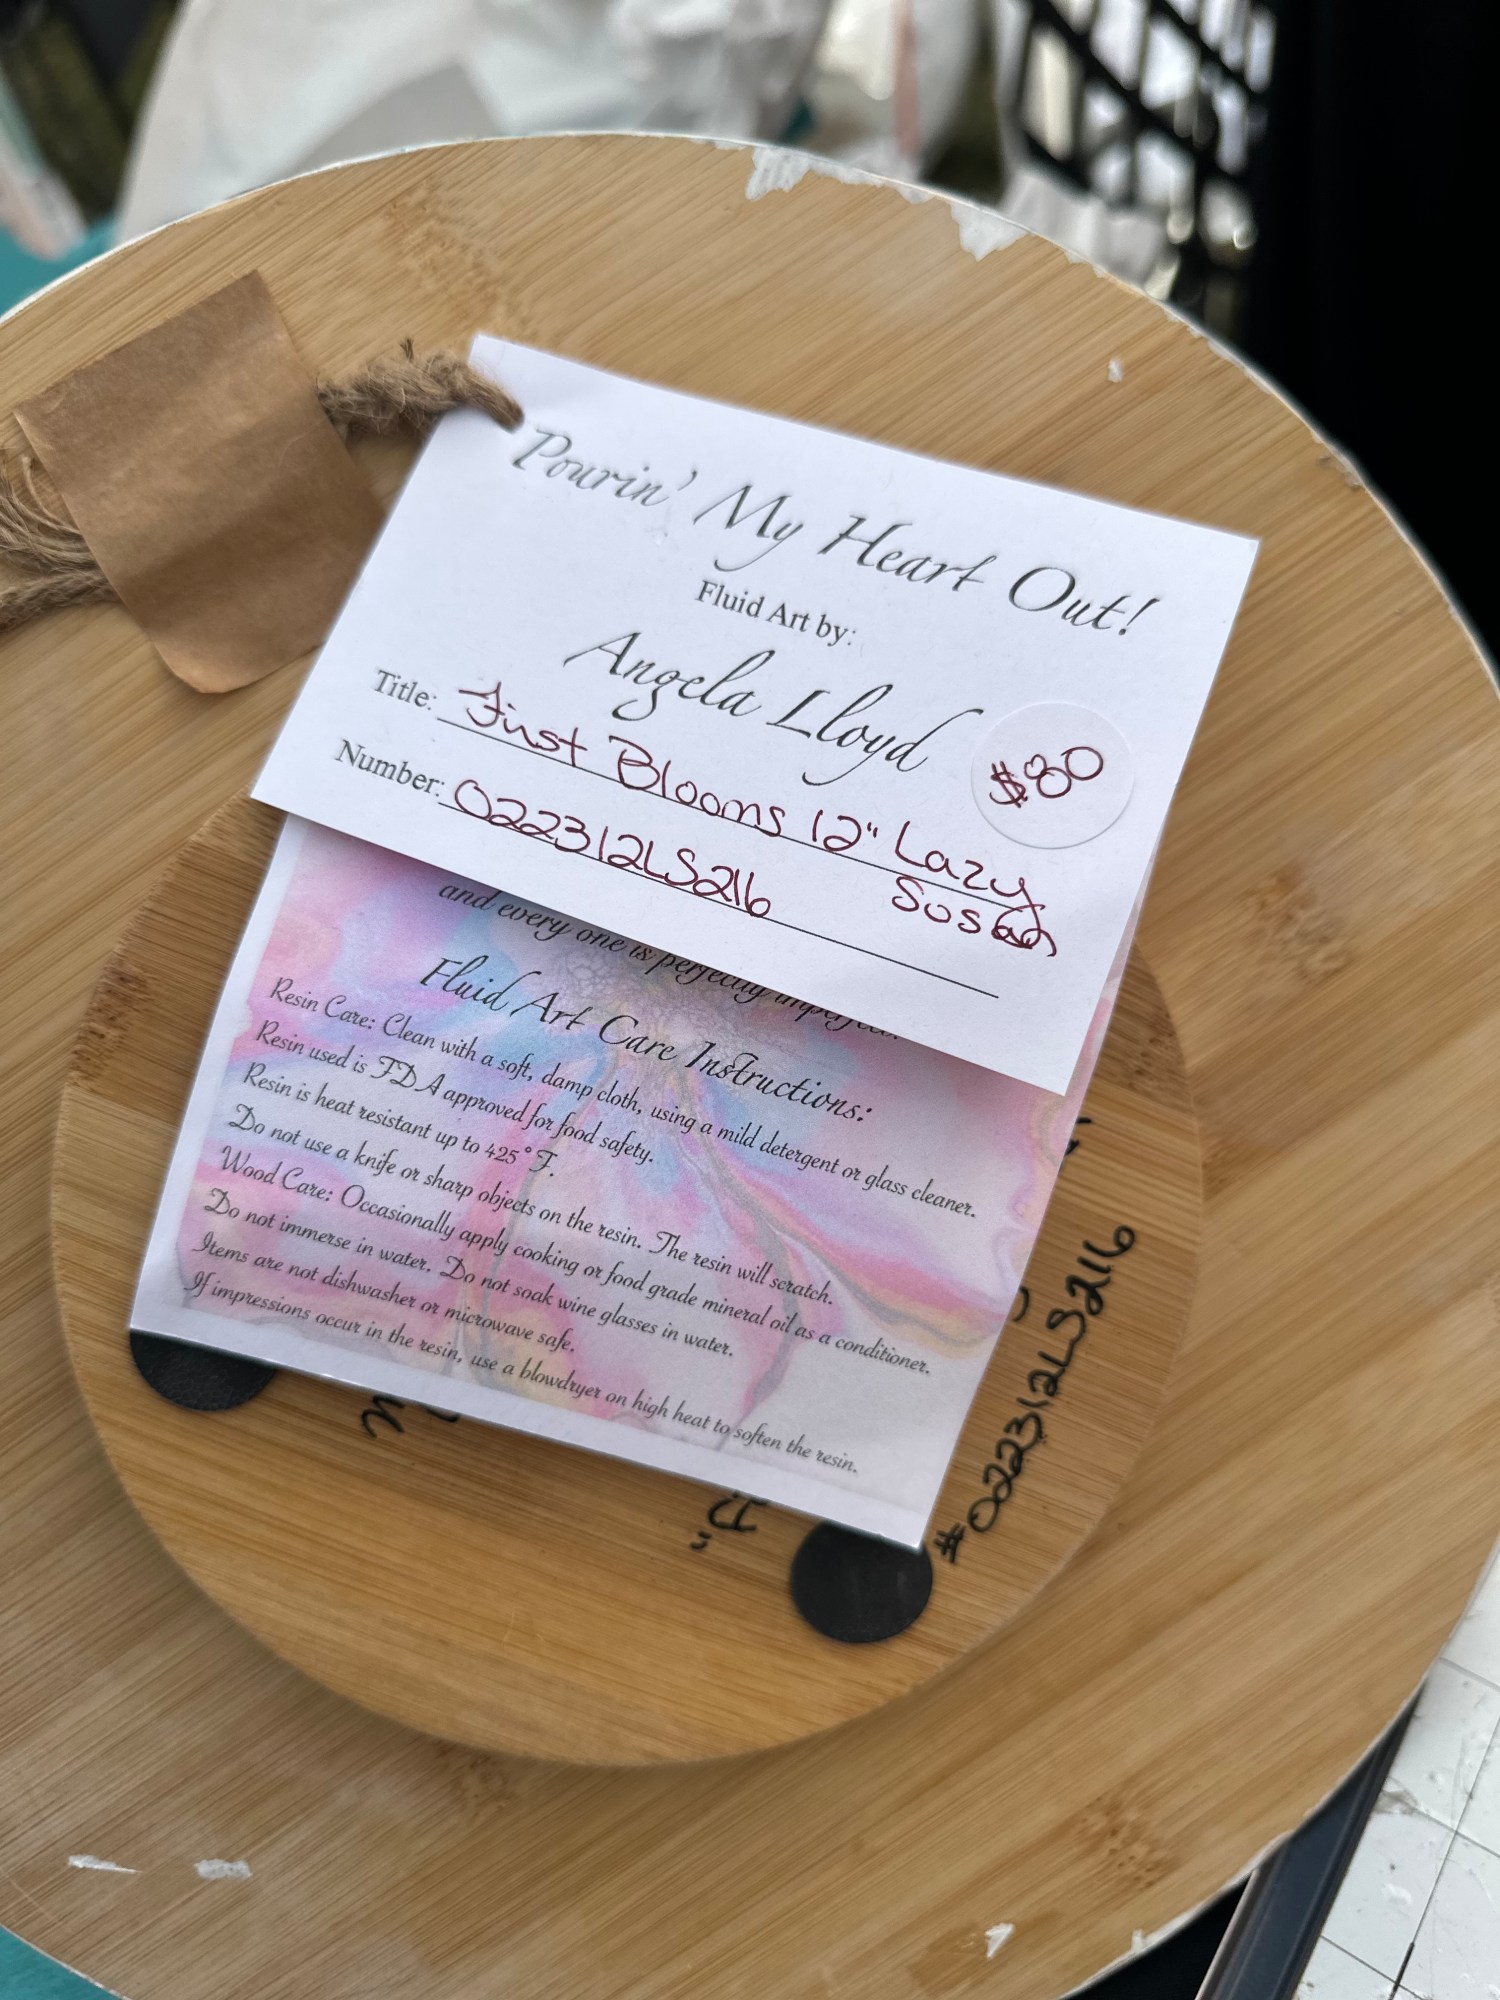 Pourin' My Heart Out!
Fluid Art by:
Angela Lloyd
$80
Title: Just Blooms 12" Lazy
Susan
Number: 022312LS216
and every one is perfectly imperfect.
Fluid Art Care Instructions:
Resin Care: Clean with a soft, damp cloth, using a mild detergent or glass cleaner.
Resin used is FDA approved for food safety.
Resin is heat resistant up to 425° F.
Do not use a knife or sharp objects on the resin. The resin will scratch.
Wood Care: Occasionally apply cooking or food grade mineral oil as a conditioner.
Do not immerse in water. Do not soak wine glasses in water.
Items are not dishwasher or microwave safe.
If impressions occur in the resin, use a blowdryer on high heat to soften the resin.
#022312LS216